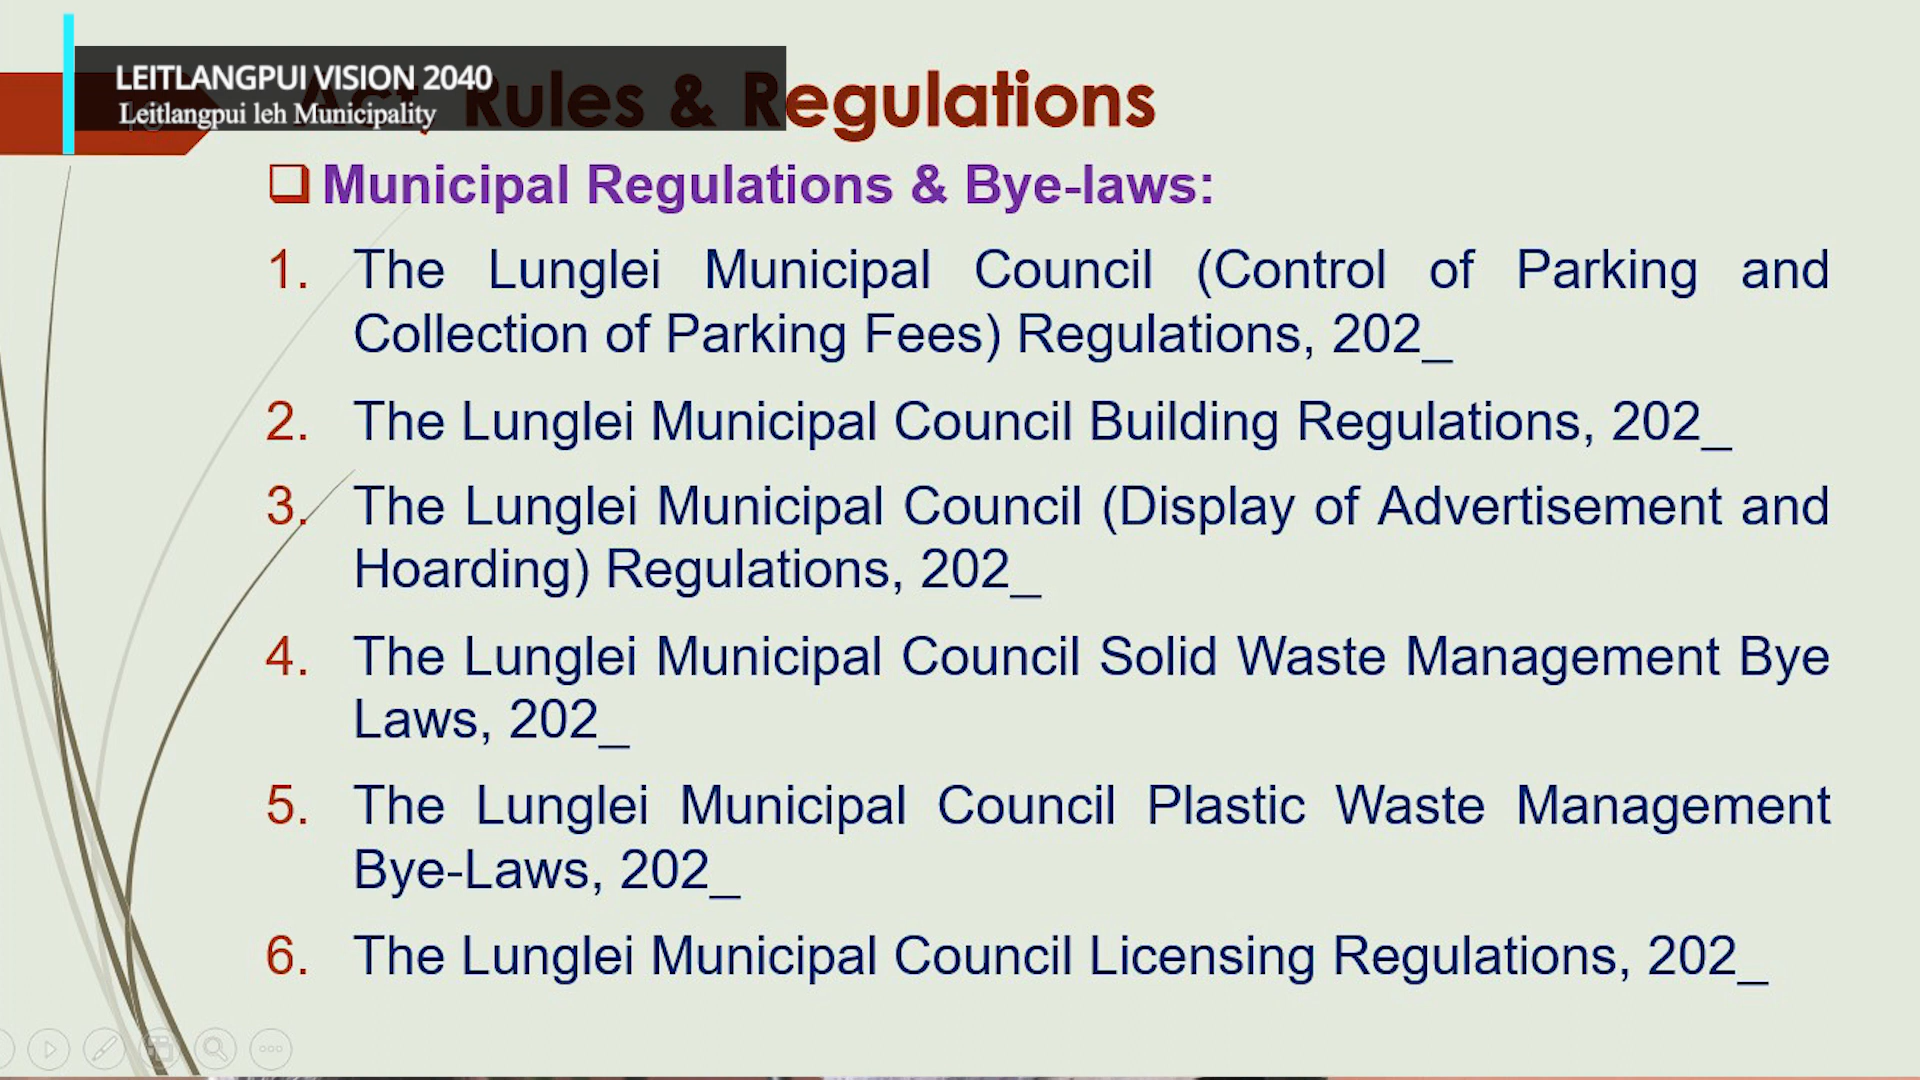 LEITLANGPUI VISION 2040
Leitlangpui leh Municipality
Act, Rules & Regulations
Municipal Regulations & Bye-laws:
1. The Lunglei Municipal Council (Control of Parking and
Collection of Parking Fees) Regulations, 202_
2. The Lunglei Municipal Council Building Regulations, 202_
3. The Lunglei Municipal Council (Display of Advertisement and
Hoarding) Regulations, 202_
4. The Lunglei Municipal Council Solid Waste Management Bye
Laws, 202_
5. The Lunglei Municipal Council Plastic Waste Management
Bye-Laws, 202_
6. The Lunglei Municipal Council Licensing Regulations, 202_